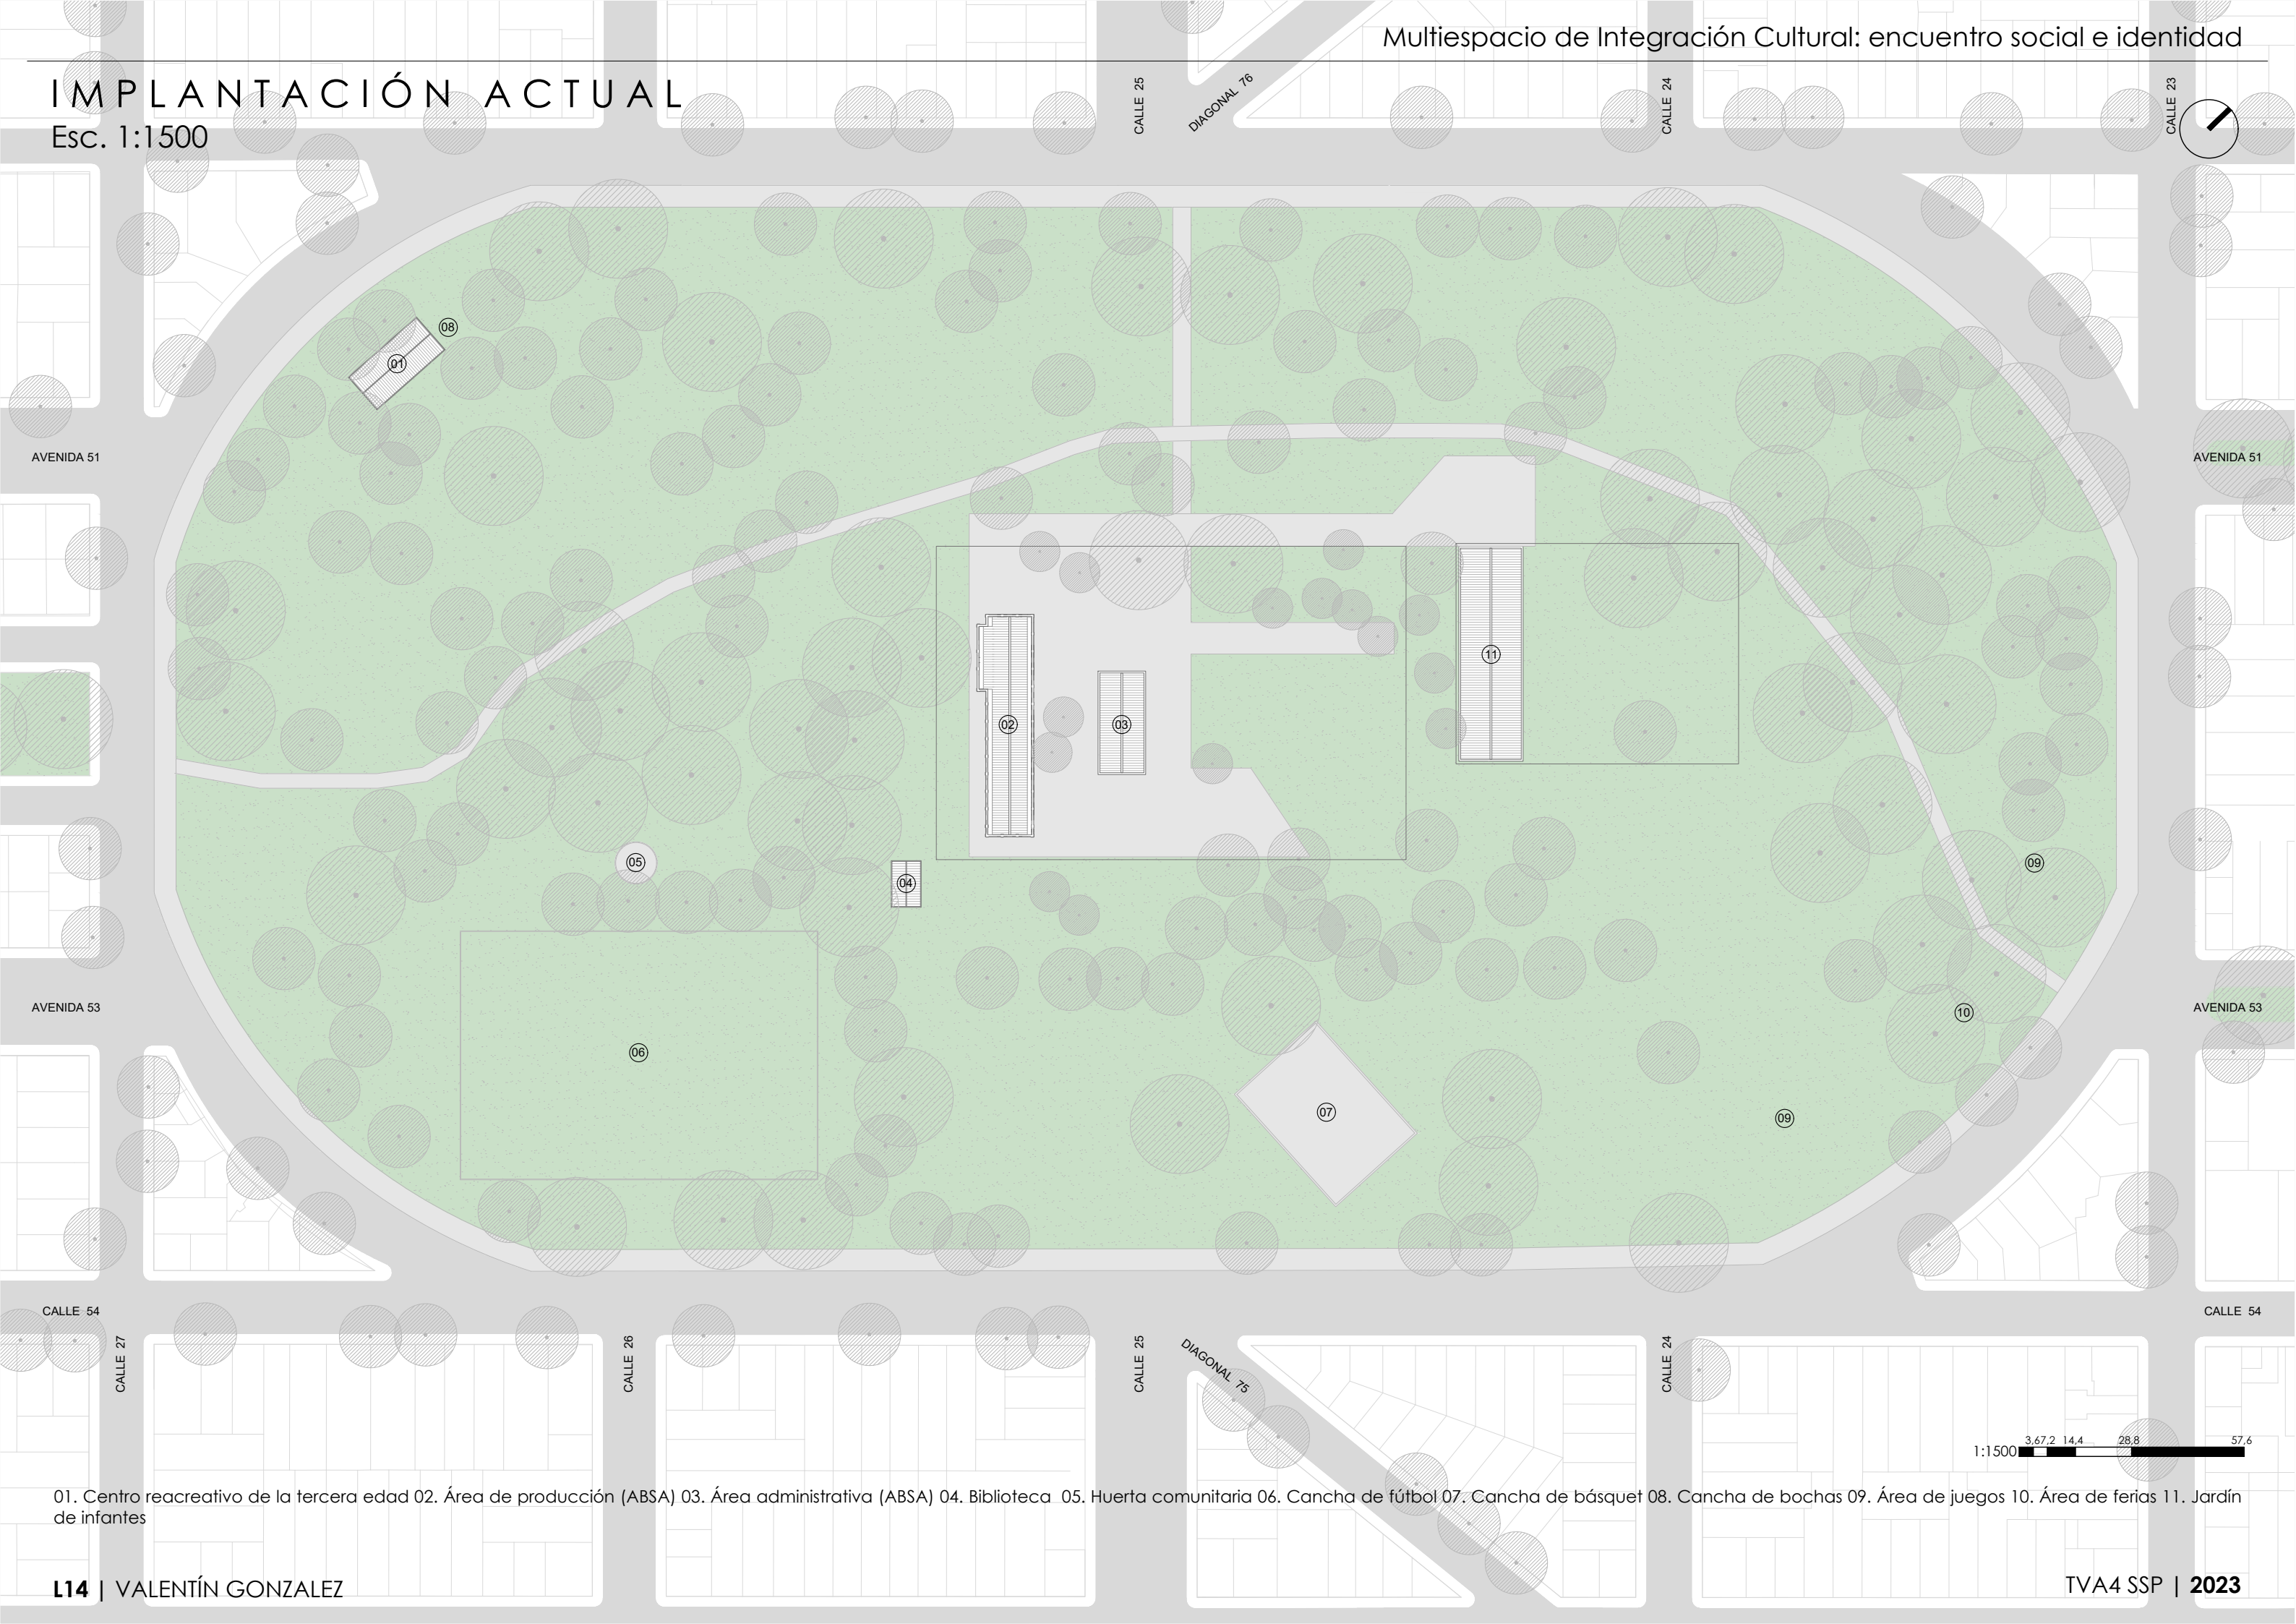 Multiespacio de Integración Cultural: encuentro social e identidad
IMPLANTACIÓN ACTUAL
Esc. 1:1500
CALLE 25
DIAGONAL 76
CALLE 24
CALLE 23
08
01
AVENIDA 51
AVENIDA 51
11
02
03
05
04
09
AVENIDA 53
10
AVENIDA 53
06
07
09
CALLE 54
CALLE 54
CALLE 27
CALLE 26
CALLE 25
DIAGONAL 75
CALLE 24
3,67,2 14,4 28,8 57,6
1:1500
01. Centro reacreativo de la tercera edad 02. Área de producción (ABSA) 03. Área administrativa (ABSA) 04. Biblioteca 05. Huerta comunitaria 06. Cancha de fútbol 07. Cancha de básquet 08. Cancha de bochas 09. Área de juegos 10. Área de ferias 11. Jardín
de infantes
L14 | VALENTÍN GONZALEZ
TVA4 SSP | 2023